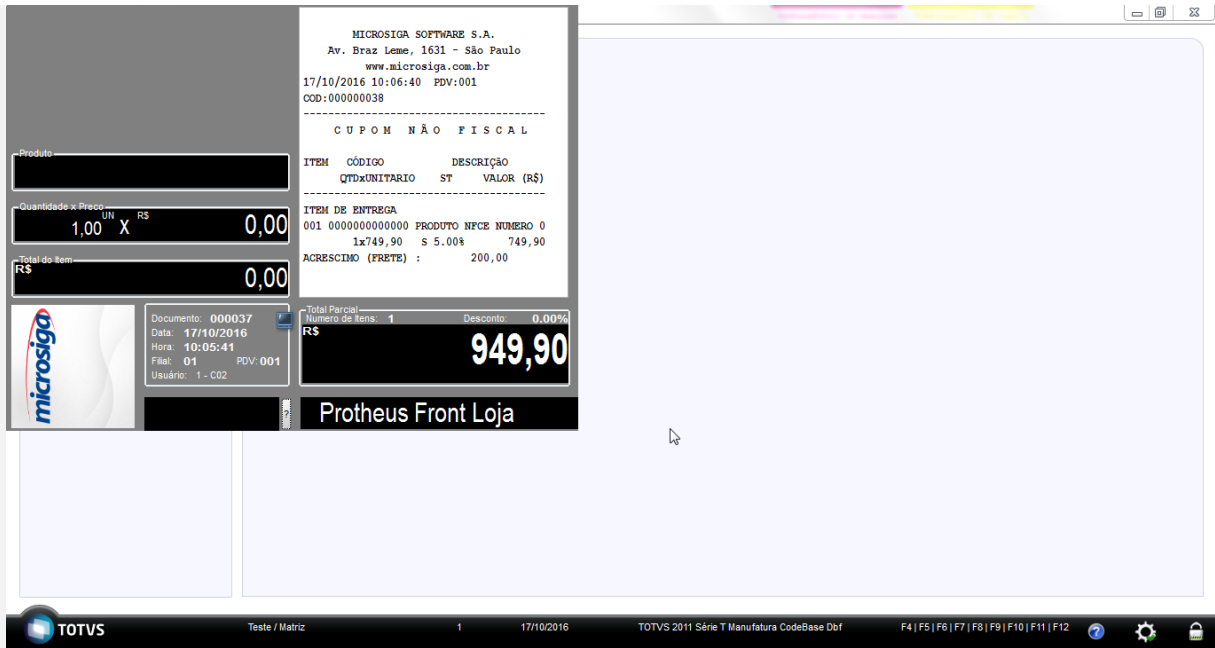 MICROSIGA SOFTWARE S.A.
Av. Braz Leme, 1631 - São Paulo
www.microsiga.com.br
17/10/2016 10:06:40 PDV:001
COD:000000038
------------------------------------------
C U P O M N Ã O F I S C A L
ITEM CÓDIGO DESCRIÇãO
QTDxUNITARIO ST VALOR (R$)
------------------------------------------
ITEM DE ENTREGA
001 0000000000000 PRODUTO NFCE NUMERO 0
1x749,90 S 5.00% 749,90
ACRESCIMO (FRETE) : 200,00
Produto
Quantidade x Preco
1,00 UN X R$ 0,00
Total do Item
R$ 0,00
microsiga
Documento: 000037
Data: 17/10/2016
Hora: 10:05:41
Filial: 01 PDV: 001
Usuário: 1 - C02
?
Total Parcial
Numero de Itens: 1 Desconto: 0.00%
R$ 949,90
Protheus Front Loja
TOTVS Teste / Matriz 1 17/10/2016 TOTVS 2011 Série T Manufatura CodeBase Dbf F4 | F5 | F6 | F7 | F8 | F9 | F10 | F11 | F12 ?